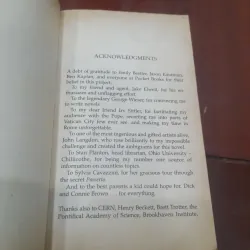 ACKNOWLEDGMENTS
A debt of gratitude to Emily Bestler, Jason Kaufman,
Ben Kaplan, and everyone at Pocket Books for their
belief in this project.
To my friend and agent, Jake Elwell, for his en-
thusiasm and unflagging effort.
To the legendary George Wieser, for convincing me
to write novels.
To my dear friend Irv Sittler, for facilitating my
audience with the Pope, secreting me into parts of
Vatican City few ever see, and making my time in
Rome unforgettable.
To one of the most ingenious and gifted artists alive,
John Langdon, who rose brilliantly to my impossible
challenge and created the ambigrams for this novel.
To Stan Planton, head librarian, Ohio University-
Chillicothe, for being my number one source of
information on countless topics.
To Sylvia Cavazzini, for her gracious tour through
the secret Passetto.
And to the best parents a kid could hope for, Dick
and Connie Brown . . . for everything.
Thanks also to CERN, Henry Beckett, Brett Trotter, the
Pontifical Academy of Science, Brookhaven Institute,